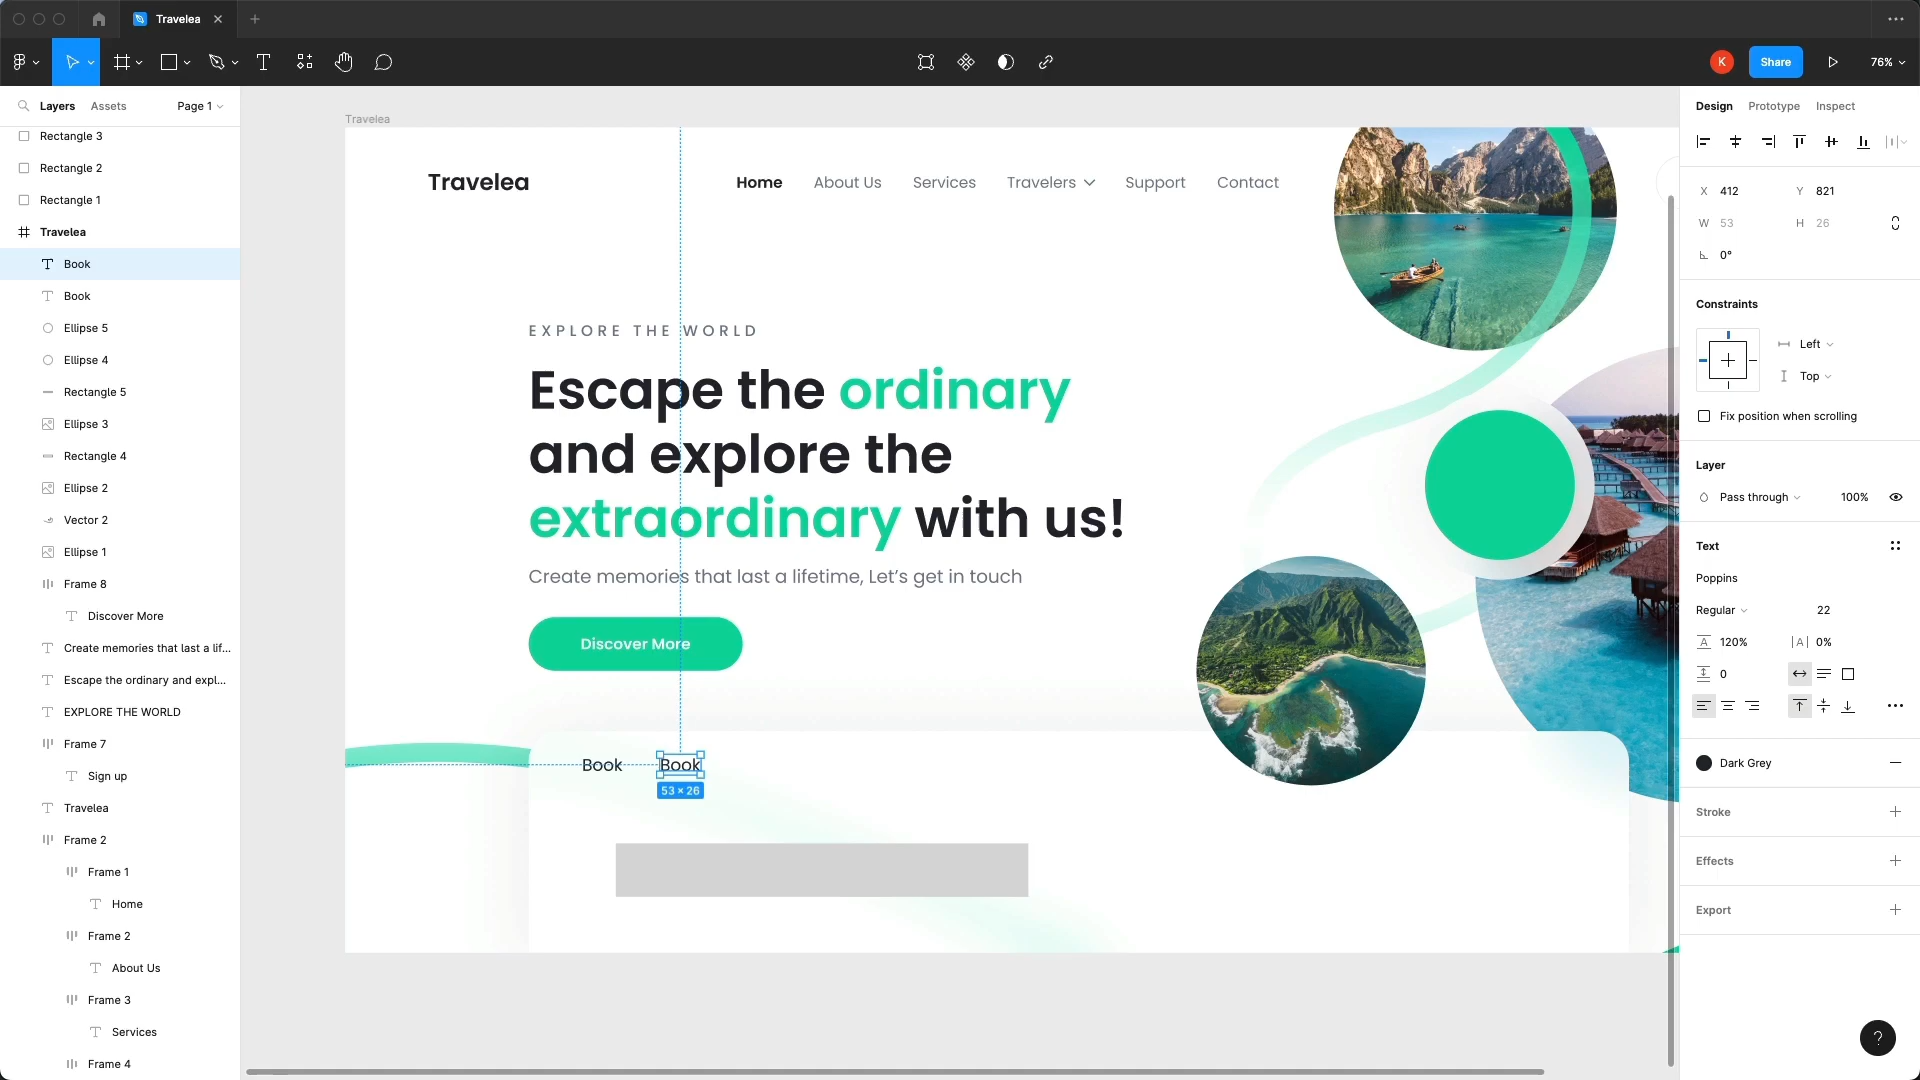 Travelea
K
Share
76%
Layers
Assets
Page 1
Rectangle 3
Rectangle 2
Rectangle 1
Travelea
Book
Book
Ellipse 5
Ellipse 4
Rectangle 5
Ellipse 3
Rectangle 4
Ellipse 2
Vector 2
Ellipse 1
Frame 8
Discover More
Create memories that last a lif...
Escape the ordinary and expl...
EXPLORE THE WORLD
Frame 7
Sign up
Travelea
Frame 2
Frame 1
Home
Frame 2
About Us
Frame 3
Services
Frame 4
Travelea
Travelea
Home
About Us
Services
Travelers
Support
Contact
EXPLORE THE WORLD
Escape the ordinary
and explore the
extraordinary with us!
Create memories that last a lifetime, Let's get in touch
Discover More
Book
Book
53 × 26
Design
Prototype
Inspect
X 412
Y 821
W 53
H 26
0°
Constraints
Left
Top
Fix position when scrolling
Layer
Pass through
100%
Text
Poppins
Regular
22
120%
0%
0
Dark Grey
Stroke
Effects
Export
?